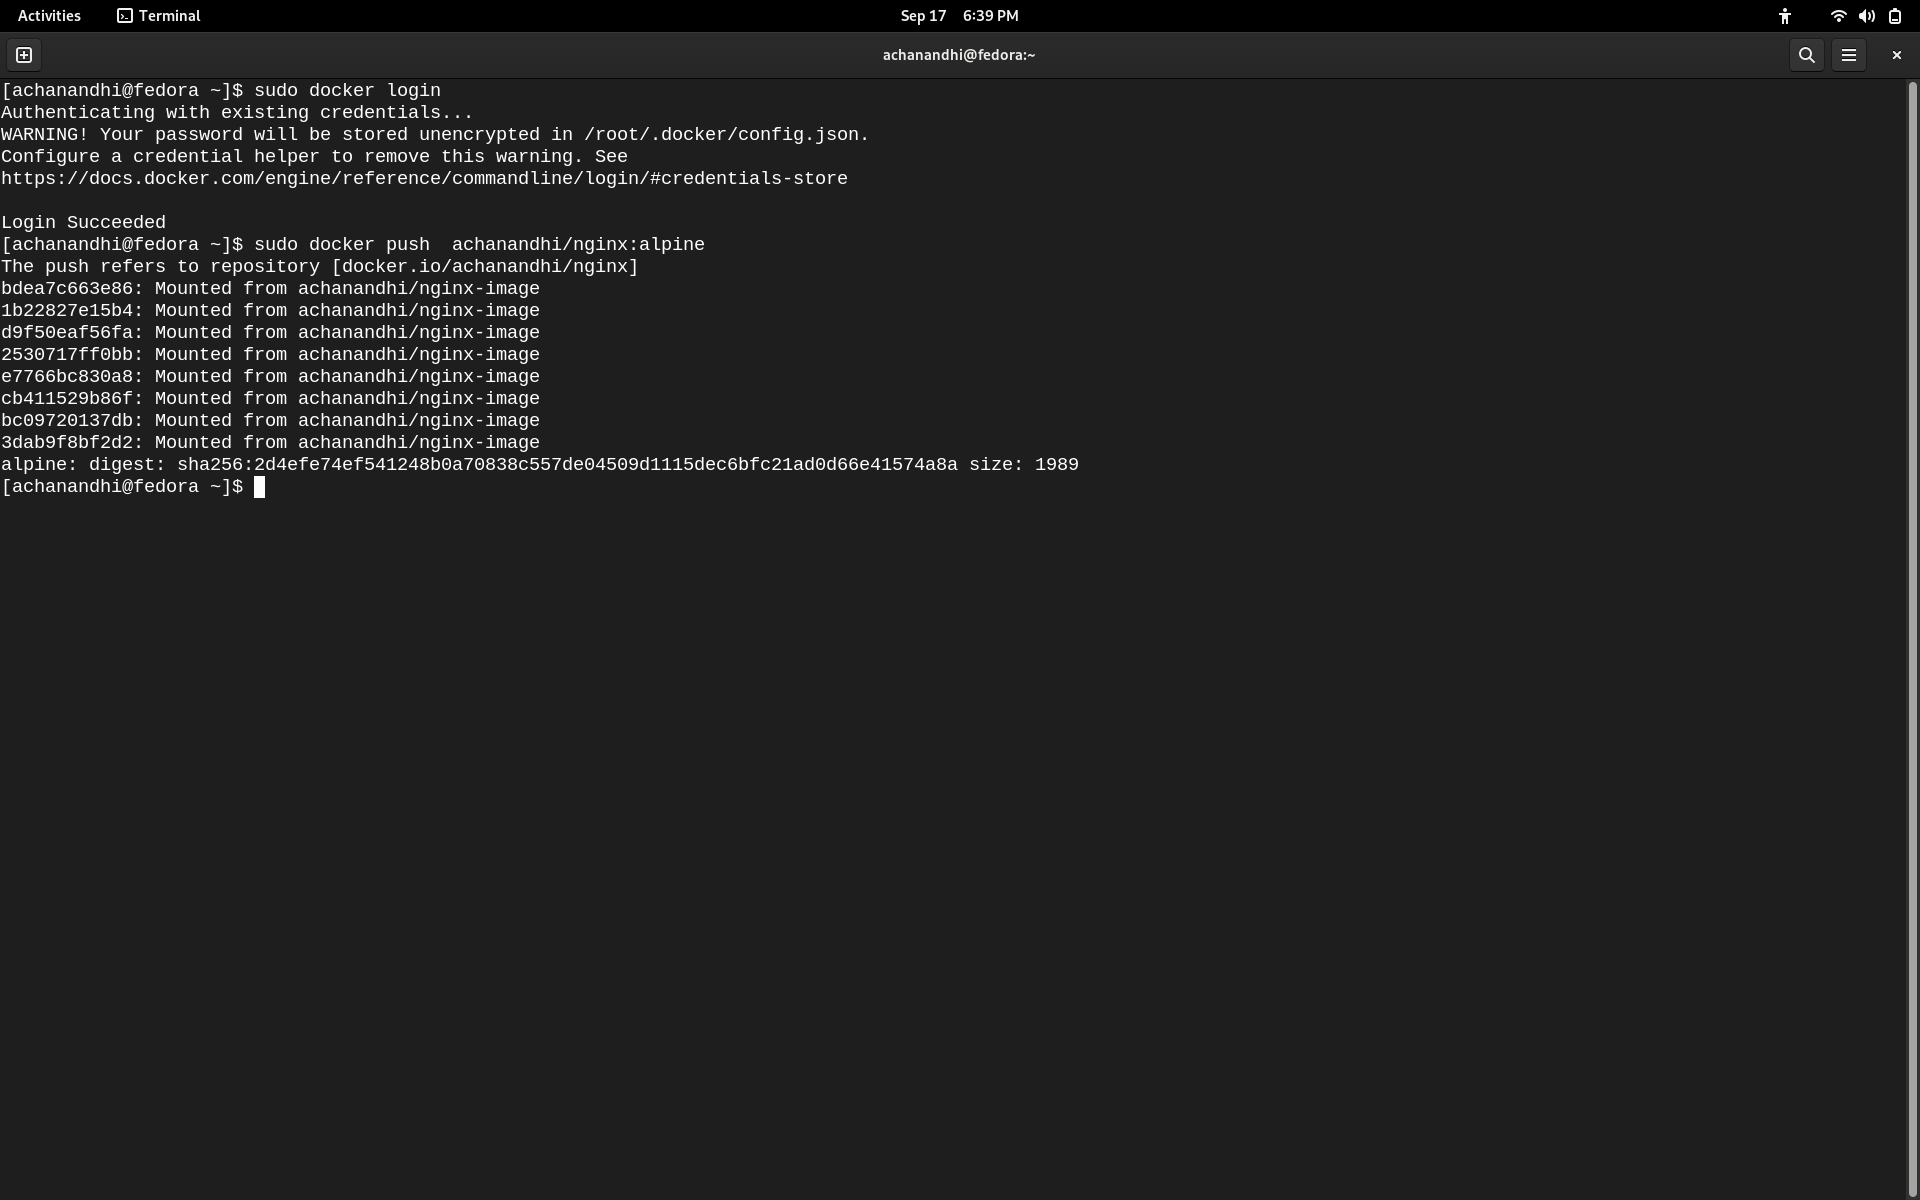 Activities Terminal Sep 17 6:39 PM
achanandhi@fedora:~
[achanandhi@fedora ~]$ sudo docker login
Authenticating with existing credentials...
WARNING! Your password will be stored unencrypted in /root/.docker/config.json.
Configure a credential helper to remove this warning. See
https://docs.docker.com/engine/reference/commandline/login/#credentials-store

Login Succeeded
[achanandhi@fedora ~]$ sudo docker push  achanandhi/nginx:alpine
The push refers to repository [docker.io/achanandhi/nginx]
bdea7c663e86: Mounted from achanandhi/nginx-image
1b22827e15b4: Mounted from achanandhi/nginx-image
d9f50eaf56fa: Mounted from achanandhi/nginx-image
2530717ff0bb: Mounted from achanandhi/nginx-image
e7766bc830a8: Mounted from achanandhi/nginx-image
cb411529b86f: Mounted from achanandhi/nginx-image
bc09720137db: Mounted from achanandhi/nginx-image
3dab9f8bf2d2: Mounted from achanandhi/nginx-image
alpine: digest: sha256:2d4efe74ef541248b0a70838c557de04509d1115dec6bfc21ad0d66e41574a8a size: 1989
[achanandhi@fedora ~]$